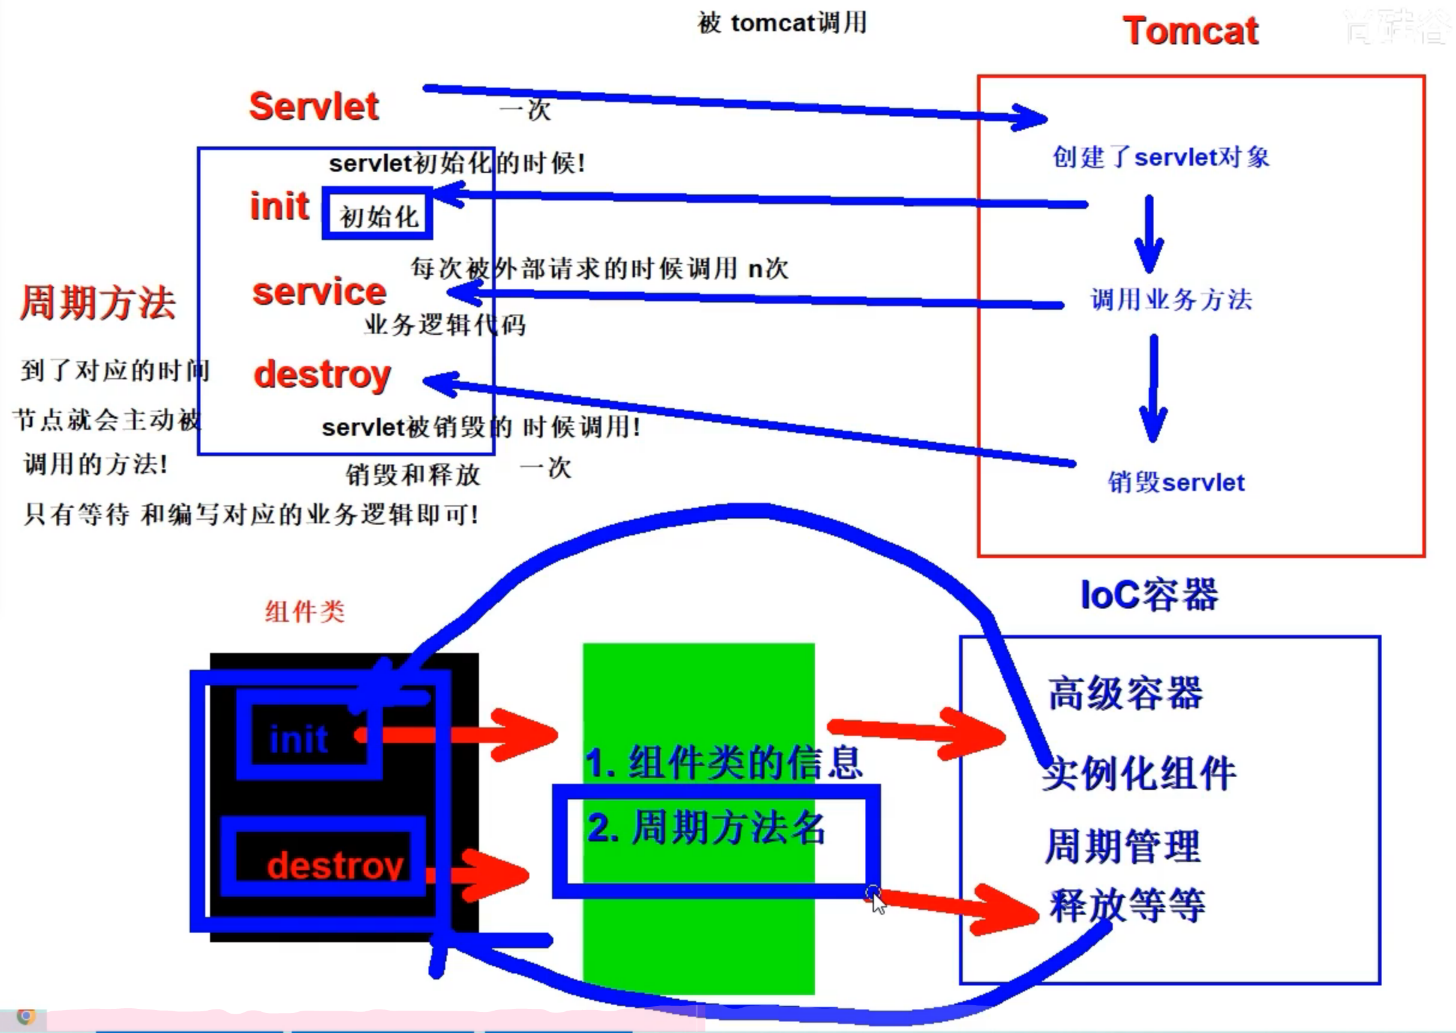 被 tomcat调用
Tomcat
尚硅谷
Servlet
一次
创建了servlet对象
servlet初始化的时候!
init
初始化
每次被外部请求的时候调用 n次
service
调用业务方法
业务逻辑代码
周期方法
到了对应的时间
节点就会主动被
调用的方法!
只有等待 和编写对应的业务逻辑即可!
destroy
servlet被销毁的 时候调用!
销毁和释放
一次
销毁servlet
组件类
init
destroy
1. 组件类的信息
2. 周期方法名
IoC容器
高级容器
实例化组件
周期管理
释放等等